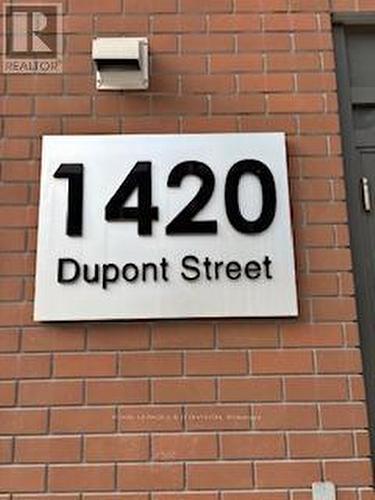 R
REALTOR
1420
Dupont Street